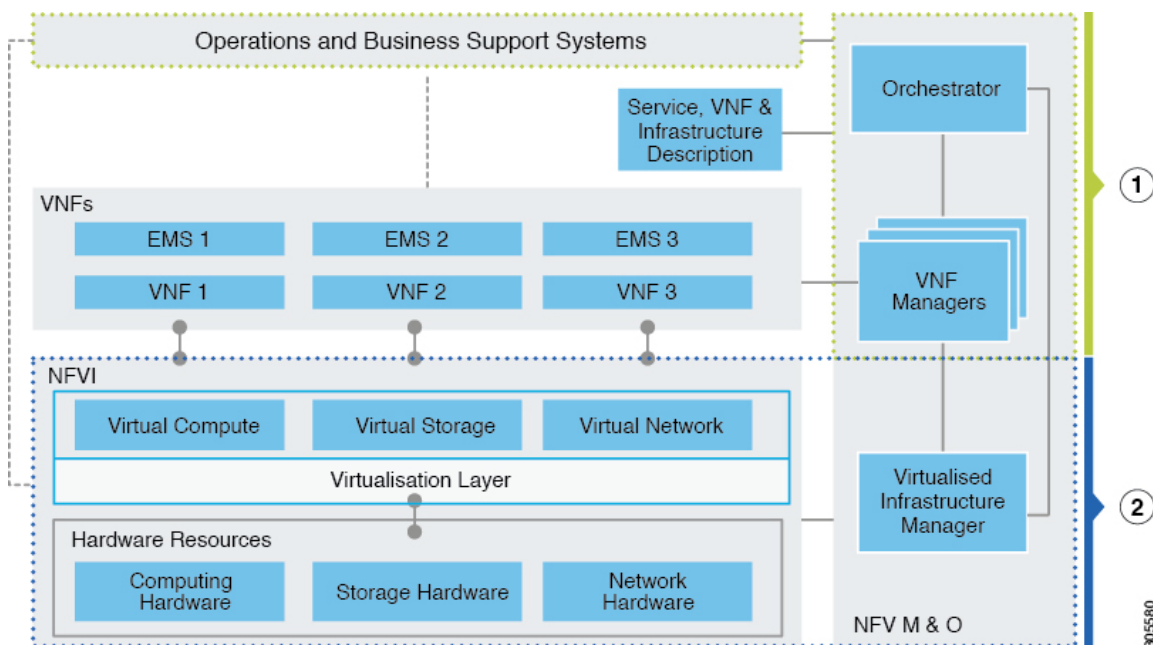 Operations and Business Support Systems
Orchestrator
Service, VNF &
Infrastructure
Description
1
VNFs
EMS 1
EMS 2
EMS 3
VNF 1
VNF 2
VNF 3
VNF
Managers
NFVI
Virtual Compute
Virtual Storage
Virtual Network
Virtualisation Layer
Virtualised
Infrastructure
Manager
2
Hardware Resources
Computing
Hardware
Storage Hardware
Network
Hardware
NFV M & O
305580